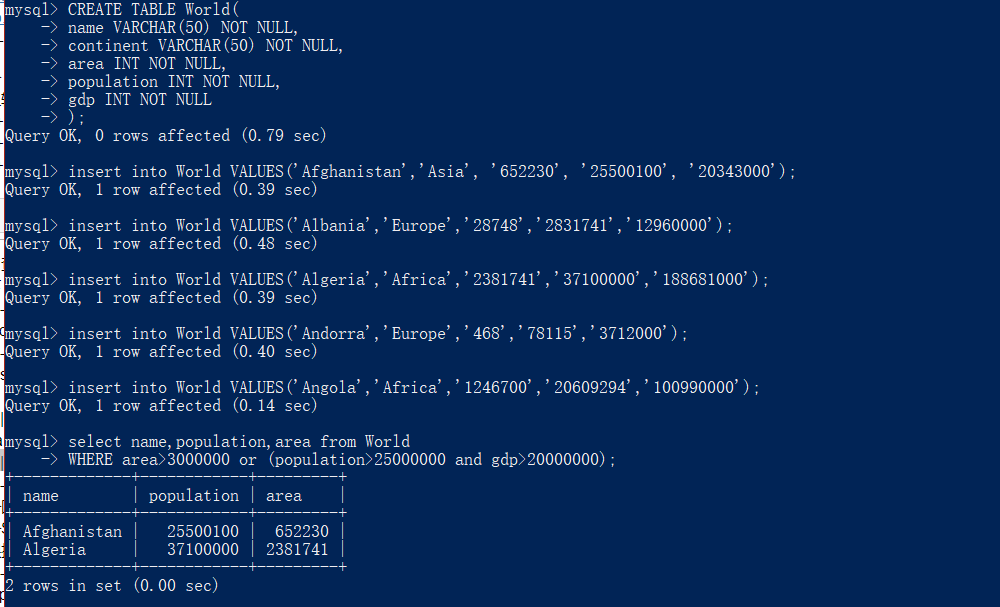 mysql> CREATE TABLE World(
    -> name VARCHAR(50) NOT NULL,
    -> continent VARCHAR(50) NOT NULL,
    -> area INT NOT NULL,
    -> population INT NOT NULL,
    -> gdp INT NOT NULL
    -> );
Query OK, 0 rows affected (0.79 sec)
mysql> insert into World VALUES('Afghanistan','Asia', '652230', '25500100', '20343000');
Query OK, 1 row affected (0.39 sec)
mysql> insert into World VALUES('Albania','Europe','28748','2831741','12960000');
Query OK, 1 row affected (0.48 sec)
mysql> insert into World VALUES('Algeria','Africa','2381741','37100000','188681000');
Query OK, 1 row affected (0.39 sec)
mysql> insert into World VALUES('Andorra','Europe','468','78115','3712000');
Query OK, 1 row affected (0.40 sec)
mysql> insert into World VALUES('Angola','Africa','1246700','20609294','100990000');
Query OK, 1 row affected (0.14 sec)
mysql> select name,population,area from World
    -> WHERE area>3000000 or (population>25000000 and gdp>20000000);
+-------------+------------+---------+
| name        | population | area    |
+-------------+------------+---------+
| Afghanistan |   25500100 |  652230 |
| Algeria     |   37100000 | 2381741 |
+-------------+------------+---------+
2 rows in set (0.00 sec)